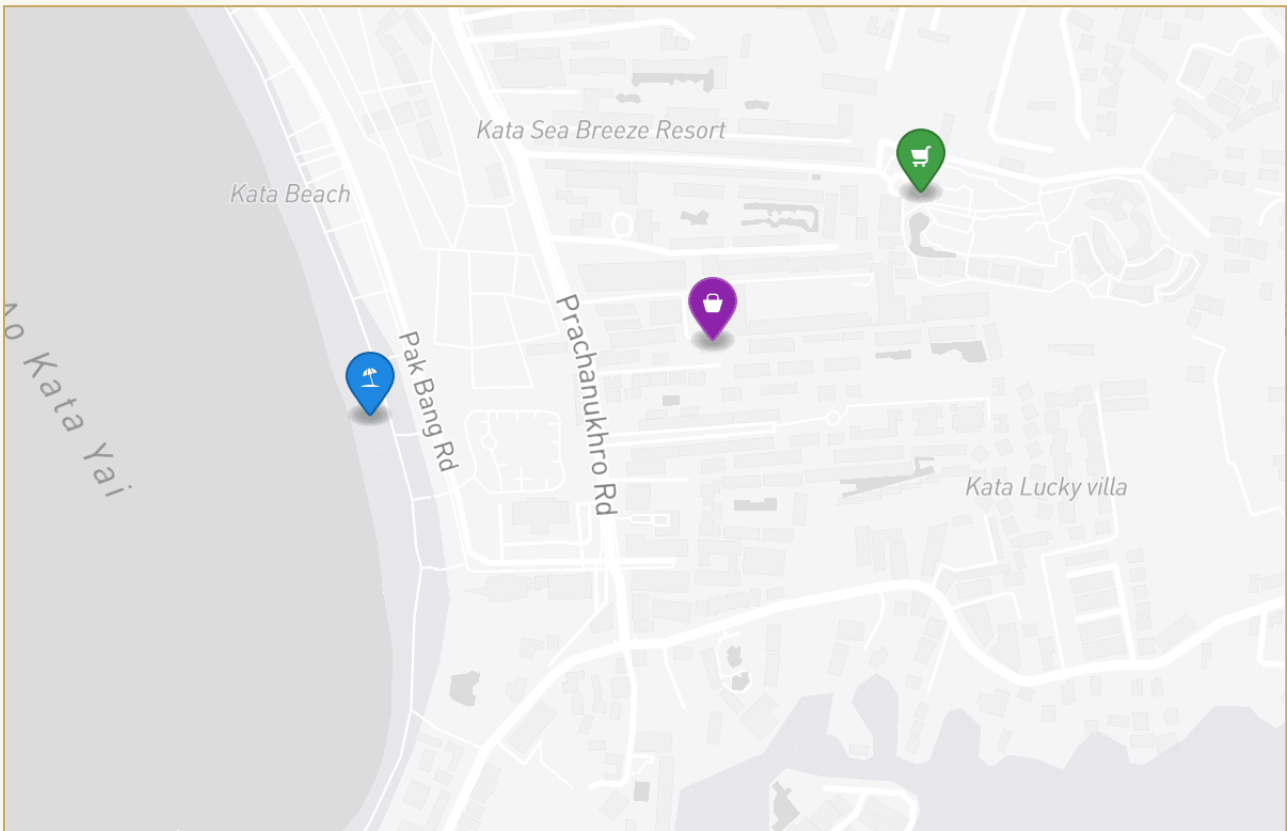 Kata Sea Breeze Resort
Kata Beach
Ao Kata Yai
Pak Bang Rd
Prachanukhro Rd
Kata Lucky villa